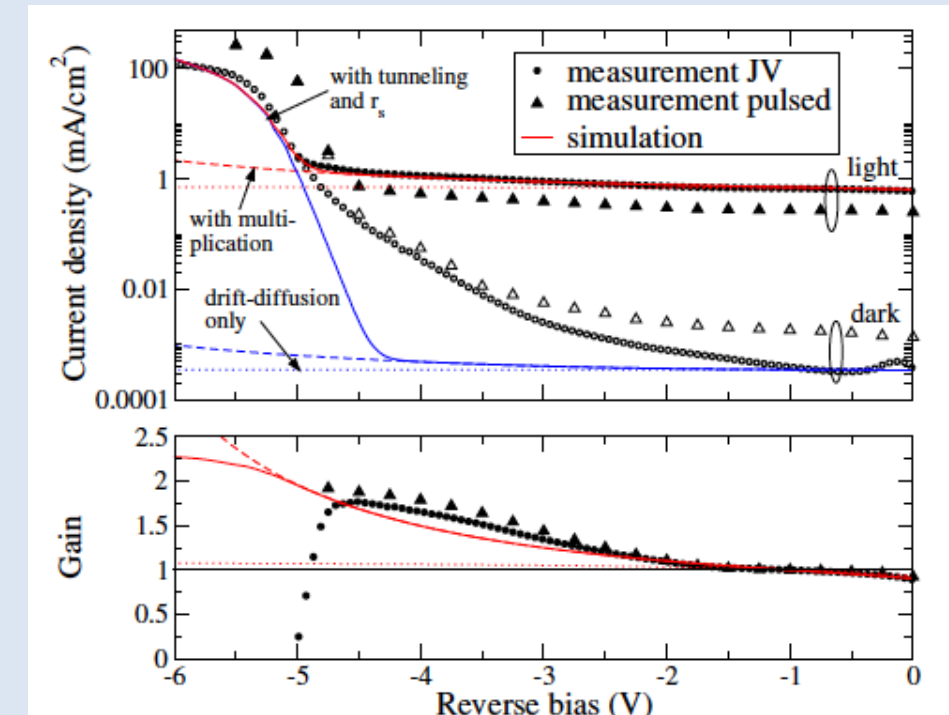 Current density (mA/cm²)
100
1
0.01
0.0001
with tunneling
and rₛ
measurement JV
measurement pulsed
simulation
light
with multi-
plication
drift-diffusion
only
dark
Gain
2.5
2
1.5
1
0.5
0
-6 -5 -4 -3 -2 -1 0
Reverse bias (V)